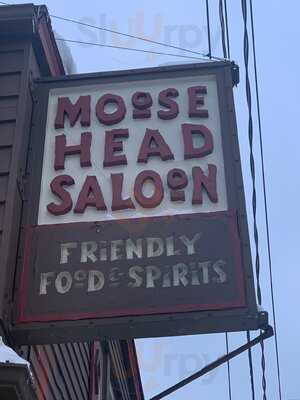 MOOSE
HEAD
SALOON
FRIENDLY
FOOD & SPIRITS